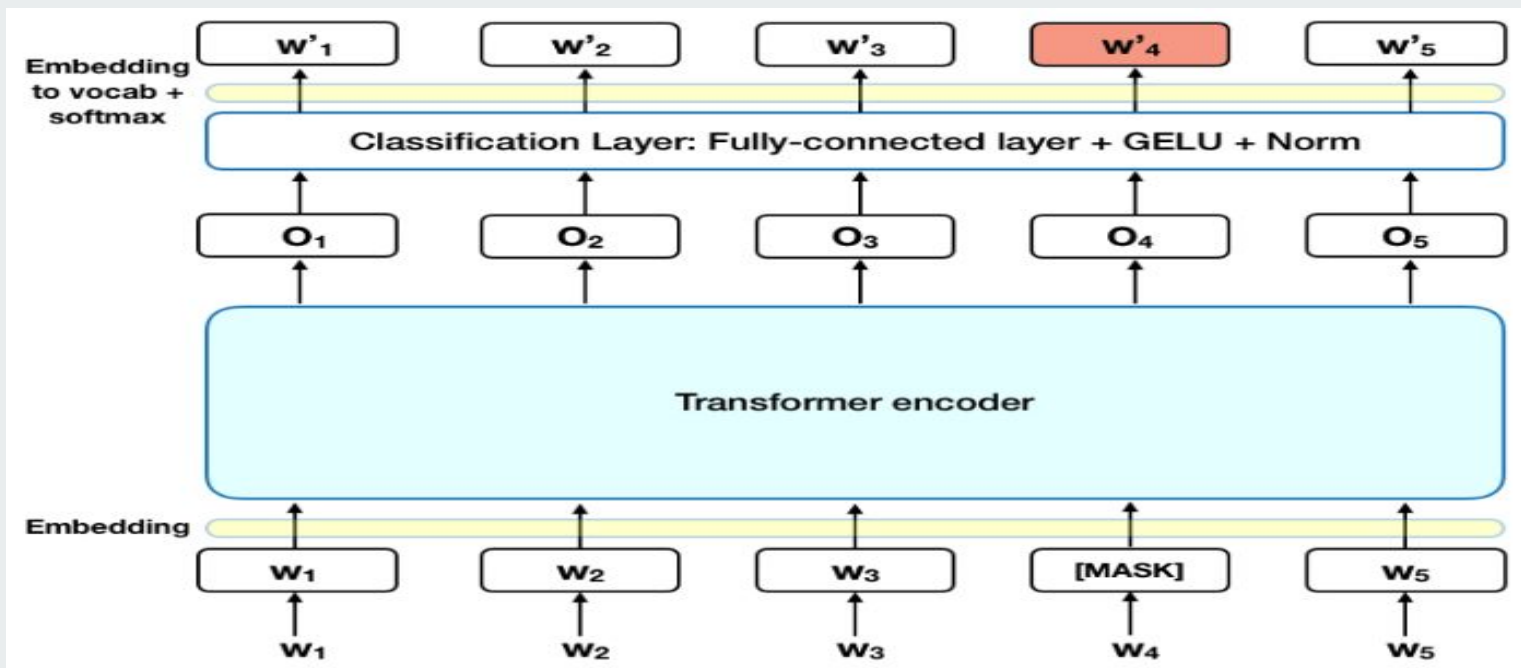 W'1 W'2 W'3 W'4 W'5
Embedding
to vocab +
softmax
Classification Layer: Fully-connected layer + GELU + Norm
O1 O2 O3 O4 O5
Transformer encoder
Embedding
W1 W2 W3 [MASK] W5
W1 W2 W3 W4 W5